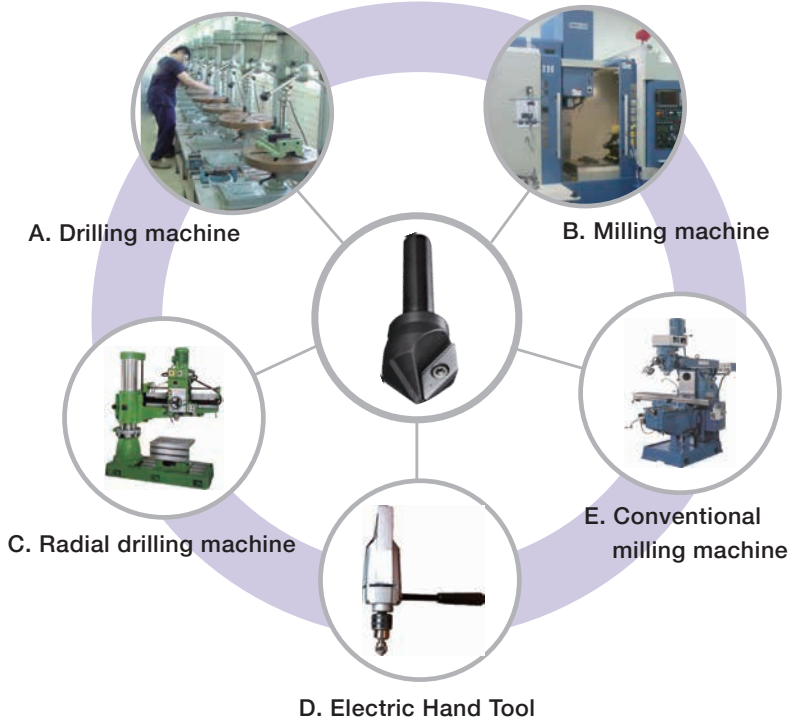 A. Drilling machine
B. Milling machine
C. Radial drilling machine
E. Conventional
milling machine
D. Electric Hand Tool